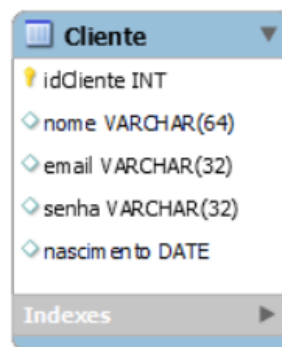 Cliente
idCliente INT
nome VARCHAR(64)
email VARCHAR(32)
senha VARCHAR(32)
nascimento DATE
Indexes